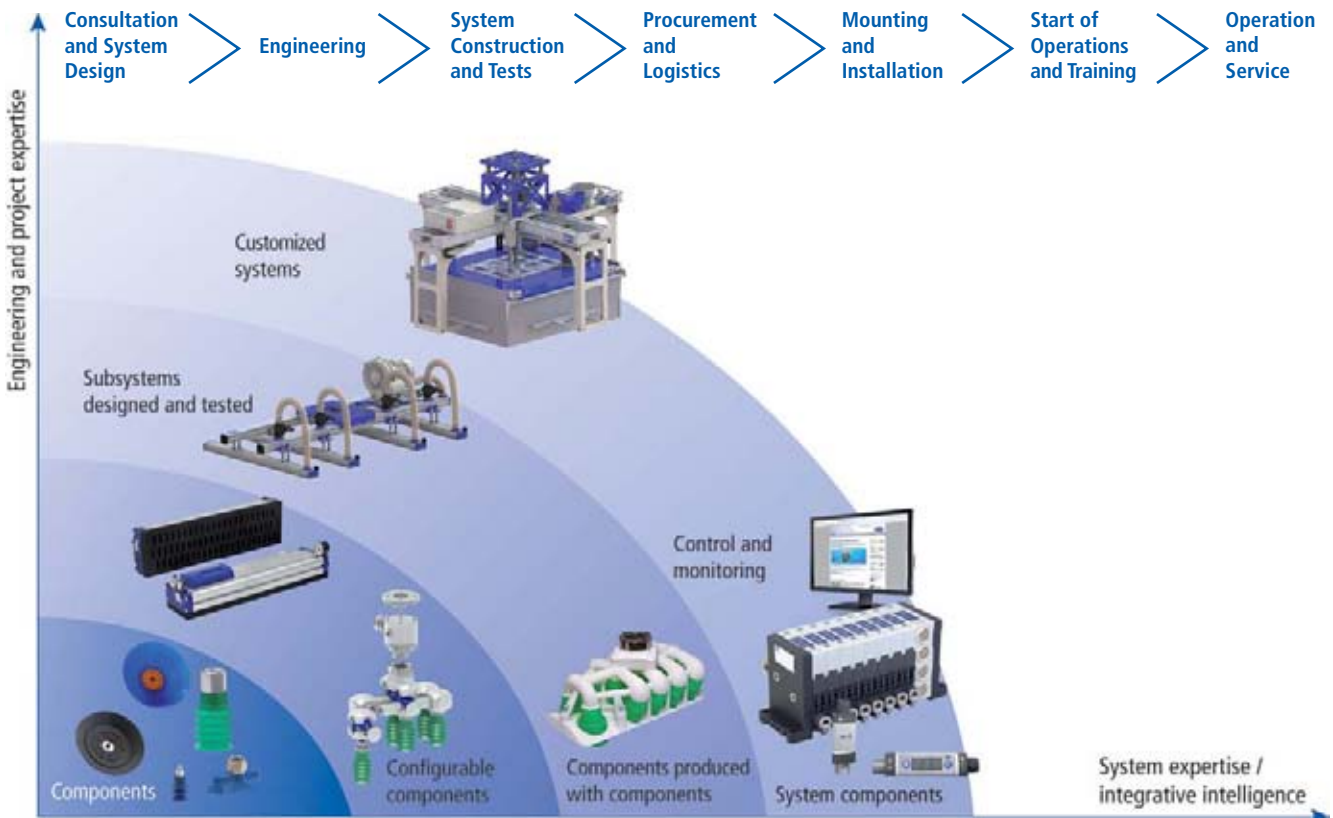 Consultation
and System
Design
Engineering
System
Construction
and Tests
Procurement
and
Logistics
Mounting
and
Installation
Start of
Operations
and Training
Operation
and
Service
Engineering and project expertise
Customized
systems
Subsystems
designed and tested
Control and
monitoring
Components
Configurable
components
Components produced
with components
System components
System expertise /
integrative intelligence